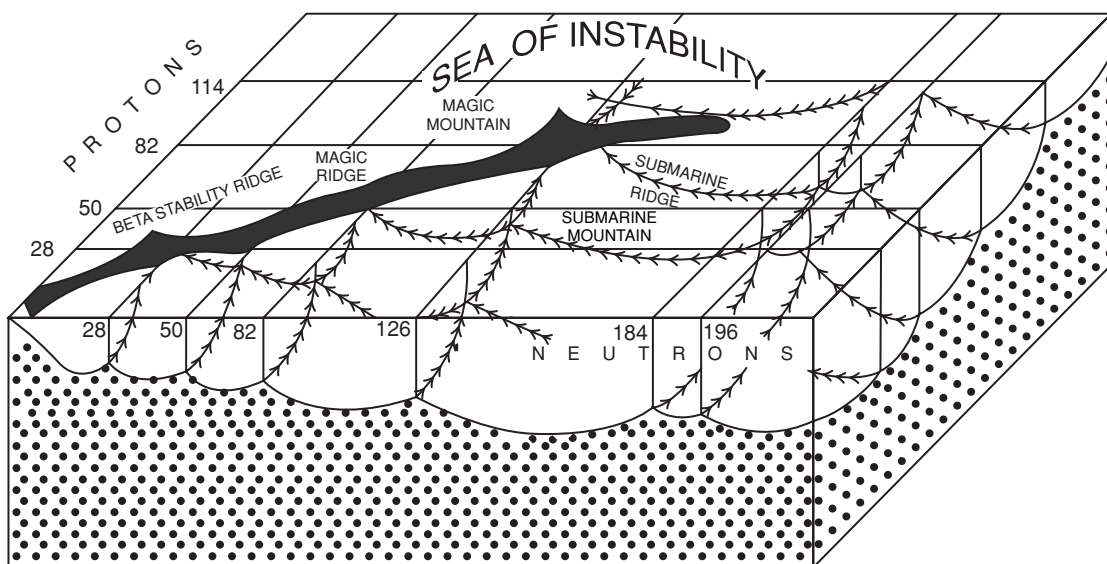 SEA OF INSTABILITY
PROTONS
114
MAGIC
MOUNTAIN
82
MAGIC
RIDGE
SUBMARINE
RIDGE
BETA STABILITY RIDGE
50
SUBMARINE
MOUNTAIN
28
28
50
82
126
184
196
NEUTRONS